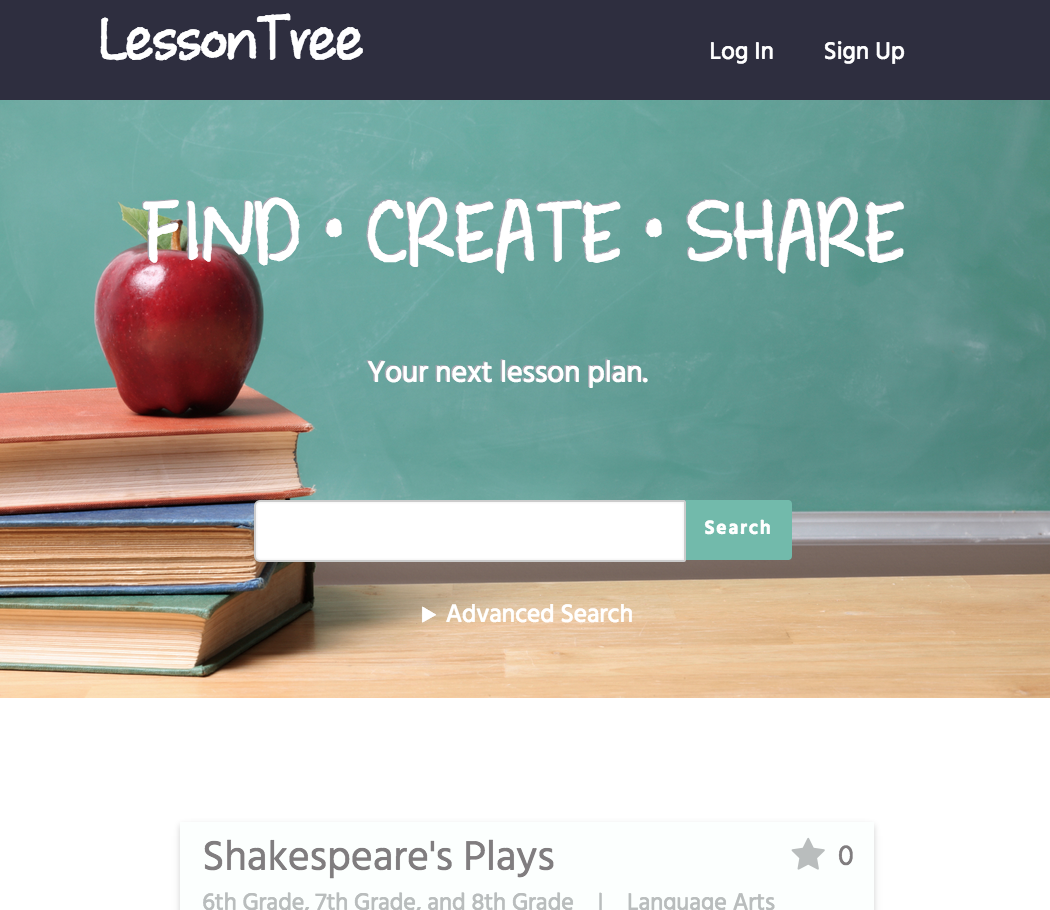 LessonTree
Log In Sign Up
FIND • CREATE • SHARE
Your next lesson plan.
Search
▶ Advanced Search
Shakespeare's Plays
0
6th Grade, 7th Grade, and 8th Grade | Language Arts